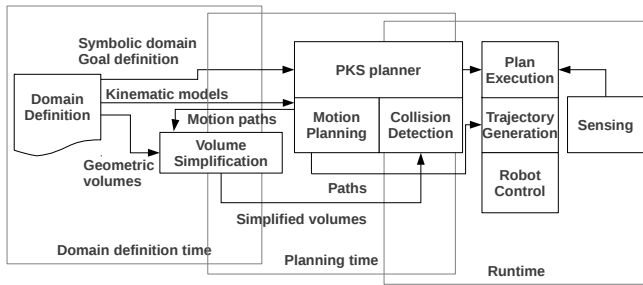 Symbolic domain
Goal definition
PKS planner
Plan
Execution
Domain
Definition
Kinematic models
Motion paths
Motion
Planning
Collision
Detection
Trajectory
Generation
Sensing
Volume
Simplification
Geometric
volumes
Paths
Robot
Control
Simplified volumes
Domain definition time
Planning time
Runtime